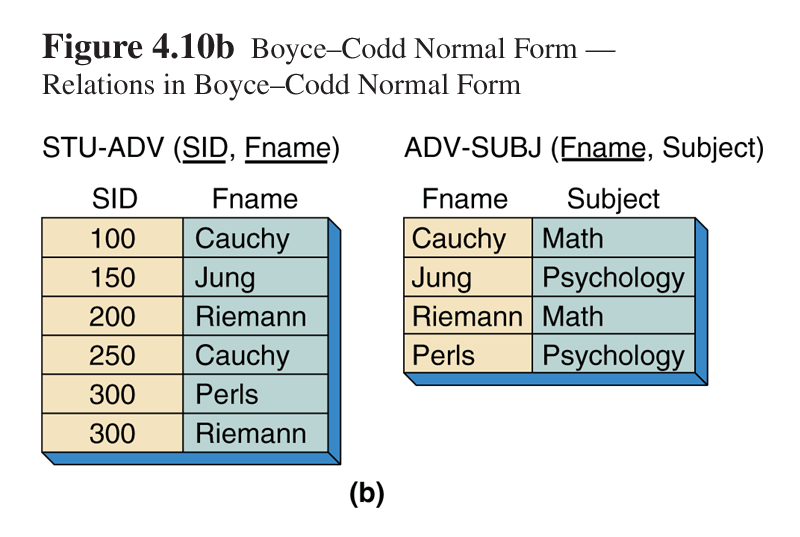 Figure 4.10b Boyce–Codd Normal Form —
Relations in Boyce–Codd Normal Form
STU-ADV (SID, Fname)
SID Fname
100 Cauchy
150 Jung
200 Riemann
250 Cauchy
300 Perls
300 Riemann
ADV-SUBJ (Fname, Subject)
Fname Subject
Cauchy Math
Jung Psychology
Riemann Math
Perls Psychology
(b)